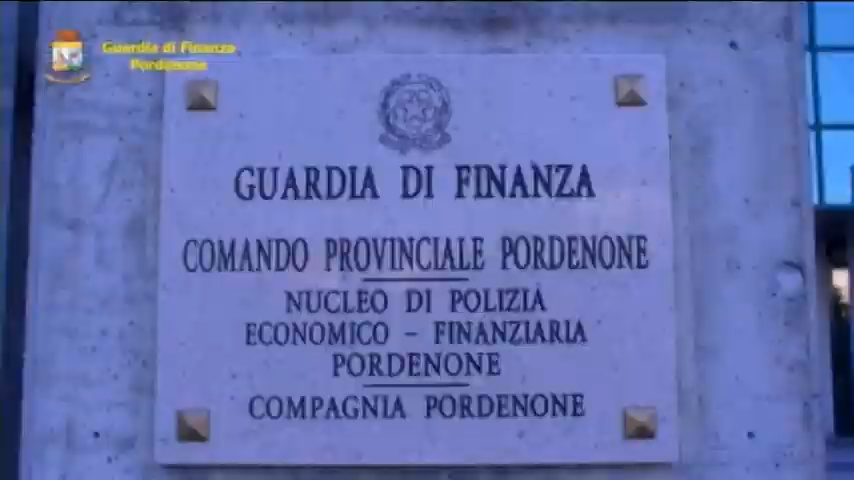 Guardia di Finanza
Pordenone
GUARDIA DI FINANZA
COMANDO PROVINCIALE PORDENONE
NUCLEO DI POLIZIA
ECONOMICO - FINANZIARIA
PORDENONE
COMPAGNIA PORDENONE